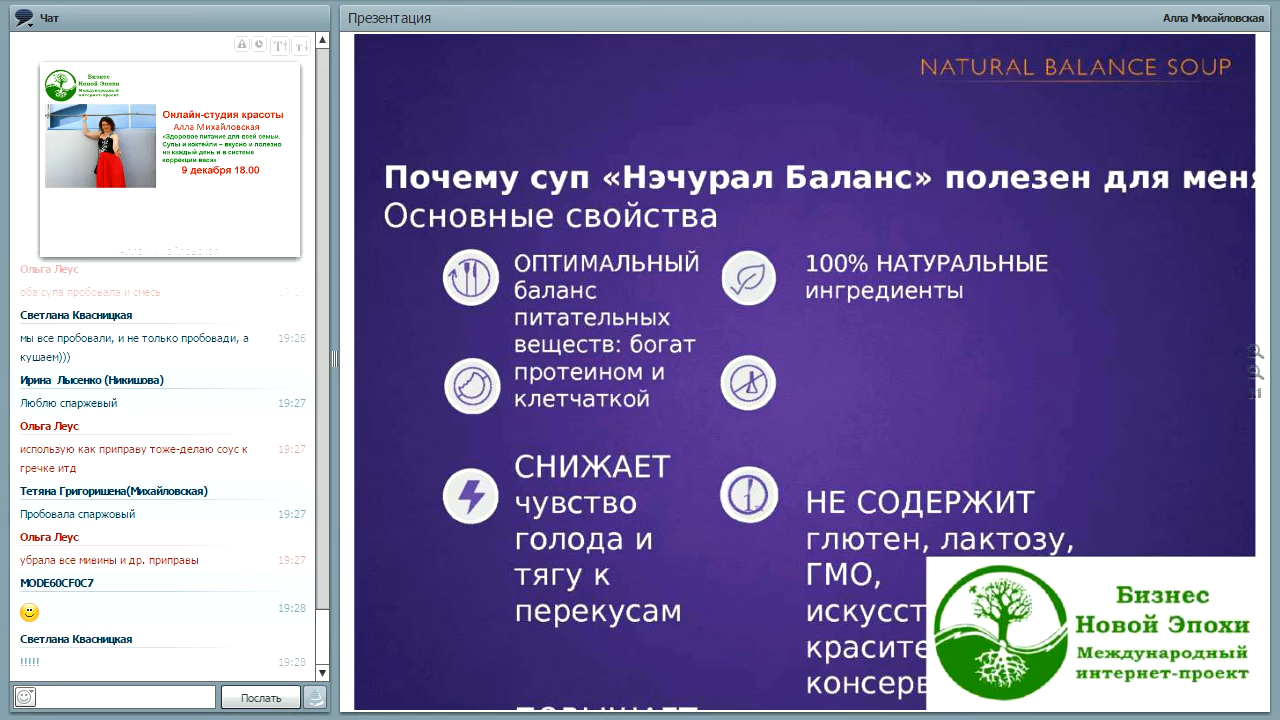 Чат
Бизнес
Новой Эпохи
Международный
интернет-проект
Онлайн-студия красоты
Алла Михайловская
«Здоровое питание для всей семьи.
Супы и коктейли – вкусно и полезно
на каждый день и в системе
коррекции веса»
9 декабря 18.00
Ольга Леус
оба супа пробовала и смесь
Светлана Квасницкая
мы все пробовали, и не только пробовади, а 19:26
кушаем)))
Ирина Лысенко (Никишова)
Люблю спаржевый 19:27
Ольга Леус
использую как приправу тоже-делаю соус к 19:27
гречке итд
Тетяна Григоришена(Михайловская)
Пробовала спаржовый 19:27
Ольга Леус
убрала все мивины и др. приправы 19:27
MODE60CF0C7
19:28
Светлана Квасницкая
!!!!! 19:28
Послать
Презентация
Алла Михайловская
NATURAL BALANCE SOUP
Почему суп «Нэчурал Баланс» полезен для меня
Основные свойства
ОПТИМАЛЬНЫЙ
баланс
питательных
веществ: богат
протеином и
клетчаткой
100% НАТУРАЛЬНЫЕ
ингредиенты
СНИЖАЕТ
чувство
голода и
тягу к
перекусам
НЕ СОДЕРЖИТ
глютен, лактозу,
ГМО,
искусст
красите
консерв
Бизнес
Новой Эпохи
Международный
интернет-проект